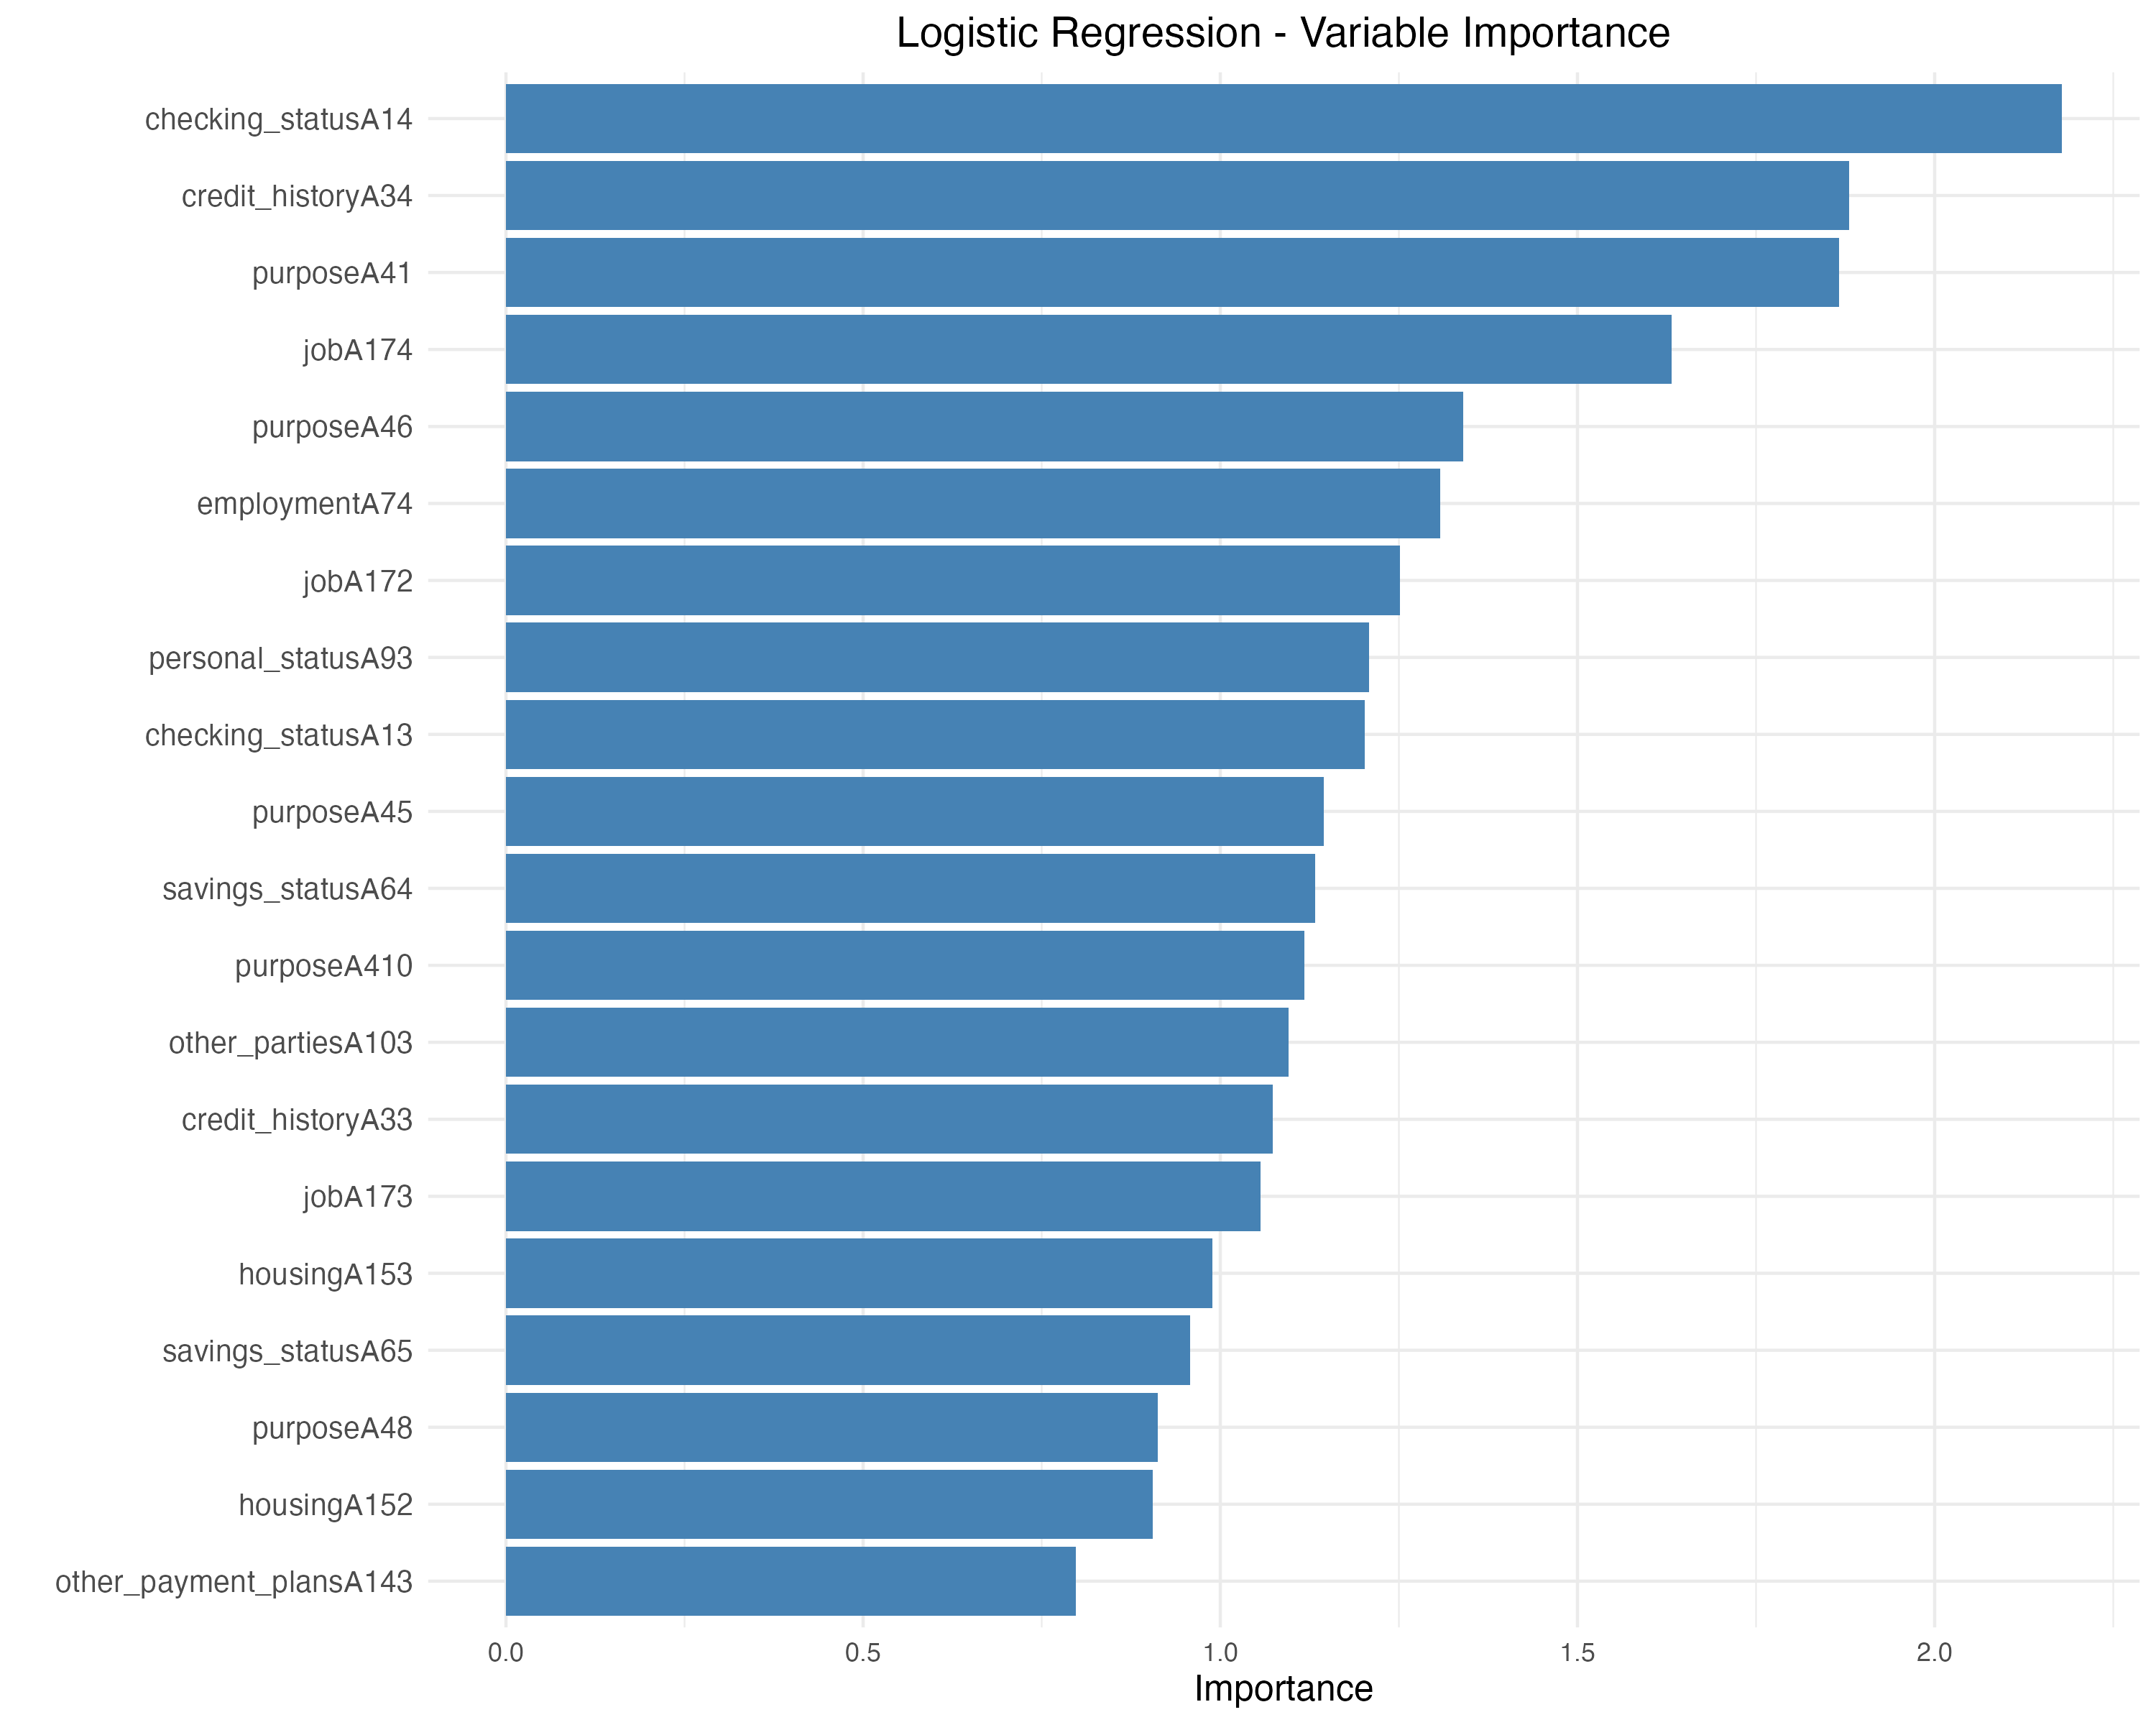 Logistic Regression - Variable Importance
checking_statusA14
credit_historyA34
purposeA41
jobA174
purposeA46
employmentA74
jobA172
personal_statusA93
checking_statusA13
purposeA45
savings_statusA64
purposeA410
other_partiesA103
credit_historyA33
jobA173
housingA153
savings_statusA65
purposeA48
housingA152
other_payment_plansA143
0.0 0.5 1.0 1.5 2.0
Importance